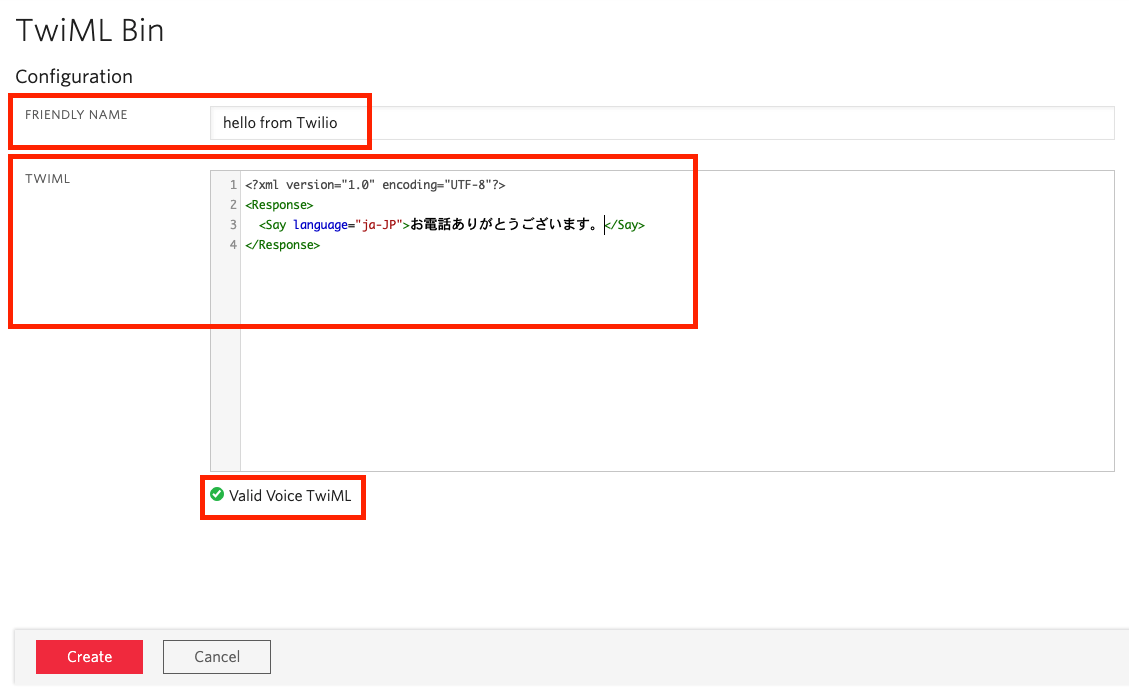 TwiML Bin
Configuration
FRIENDLY NAME
hello from Twilio
TWIML
1 <?xml version="1.0" encoding="UTF-8"?>
2 <Response>
3   <Say language="ja-JP">お電話ありがとうございます。</Say>
4 </Response>
Valid Voice TwiML
Create Cancel